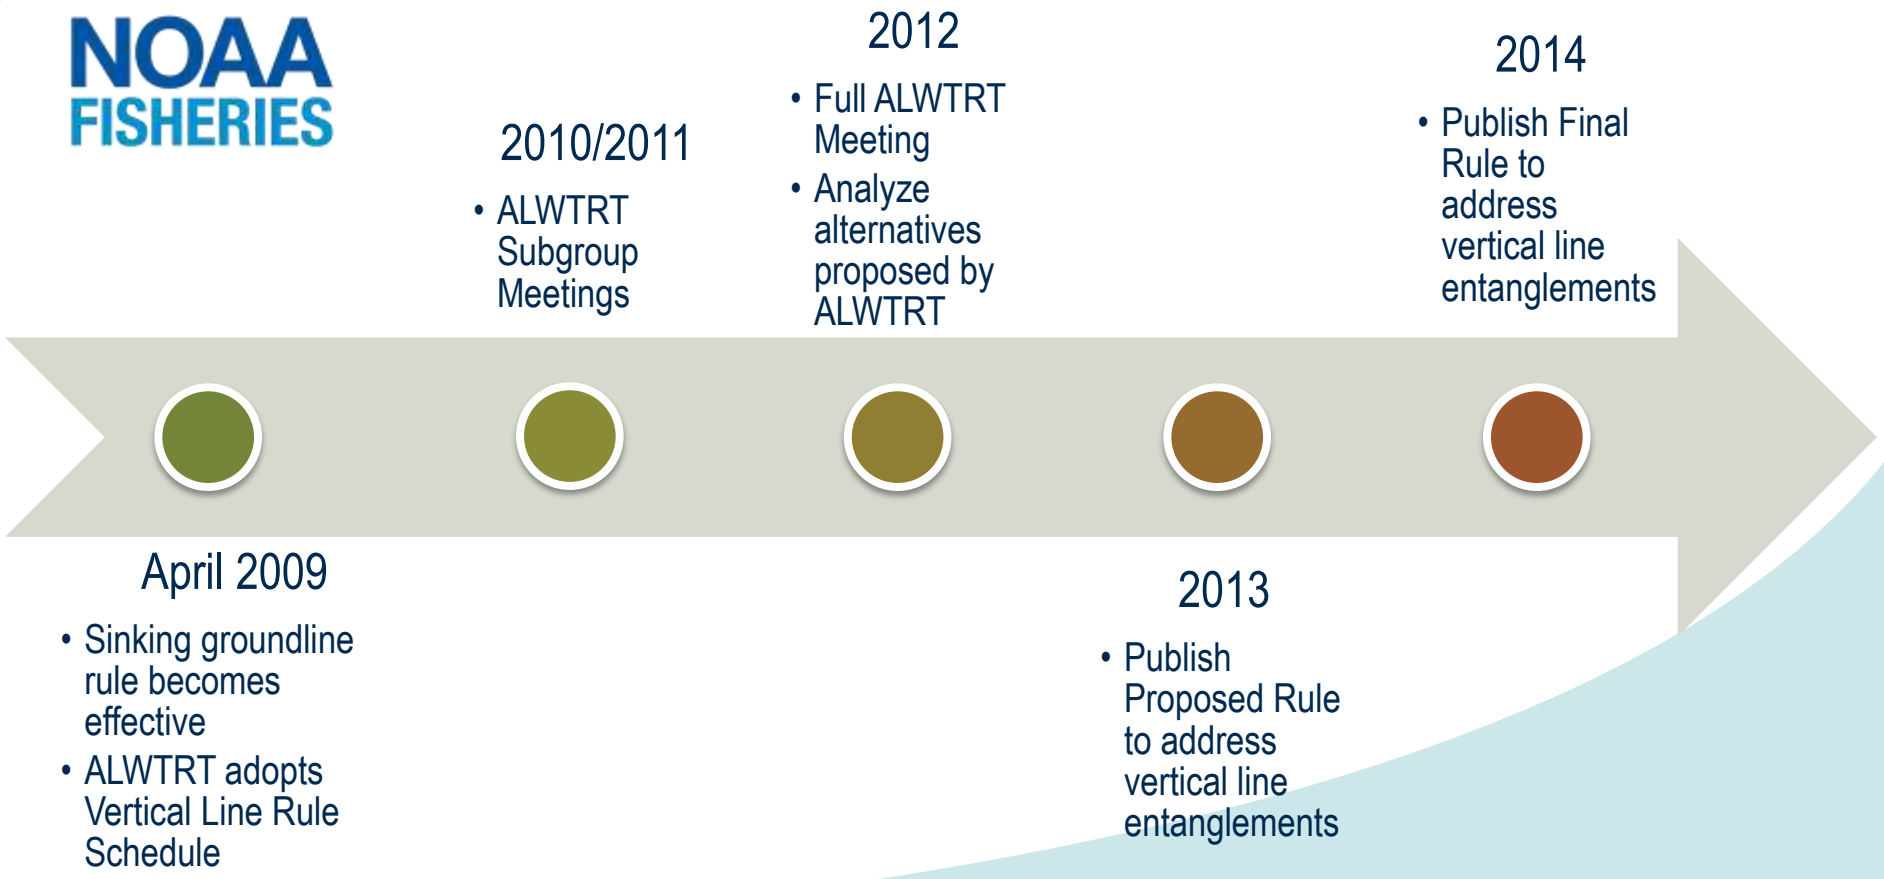 NOAA
FISHERIES
2010/2011
• ALWTRT
Subgroup
Meetings
2012
• Full ALWTRT
Meeting
• Analyze
alternatives
proposed by
ALWTRT
2014
• Publish Final
Rule to
address
vertical line
entanglements
April 2009
• Sinking groundline
rule becomes
effective
• ALWTRT adopts
Vertical Line Rule
Schedule
2013
• Publish
Proposed Rule
to address
vertical line
entanglements